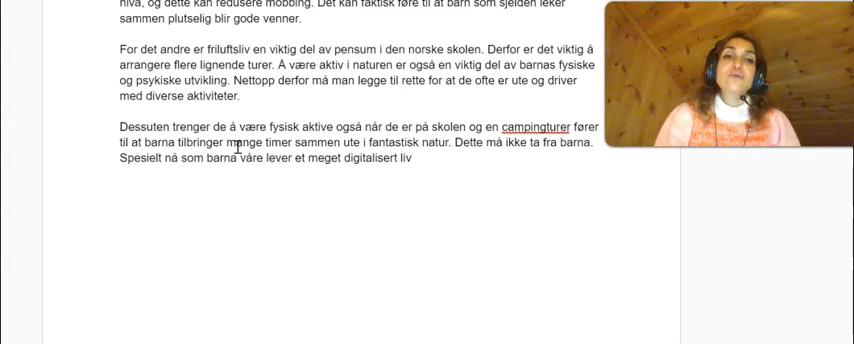 nivå, og dette kan redusere mobbing. Det kan faktisk føre til at barn som sjelden leker
sammen plutselig blir gode venner.
For det andre er friluftsliv en viktig del av pensum i den norske skolen. Derfor er det viktig å
arrangere flere lignende turer. Å være aktiv i naturen er også en viktig del av barnas fysiske
og psykiske utvikling. Nettopp derfor må man legge til rette for at de ofte er ute og driver
med diverse aktiviteter.
Dessuten trenger de å være fysisk aktive også når de er på skolen og en campingturer fører
til at barna tilbringer mange timer sammen ute i fantastisk natur. Dette må ikke ta fra barna.
Spesielt nå som barna våre lever et meget digitalisert liv